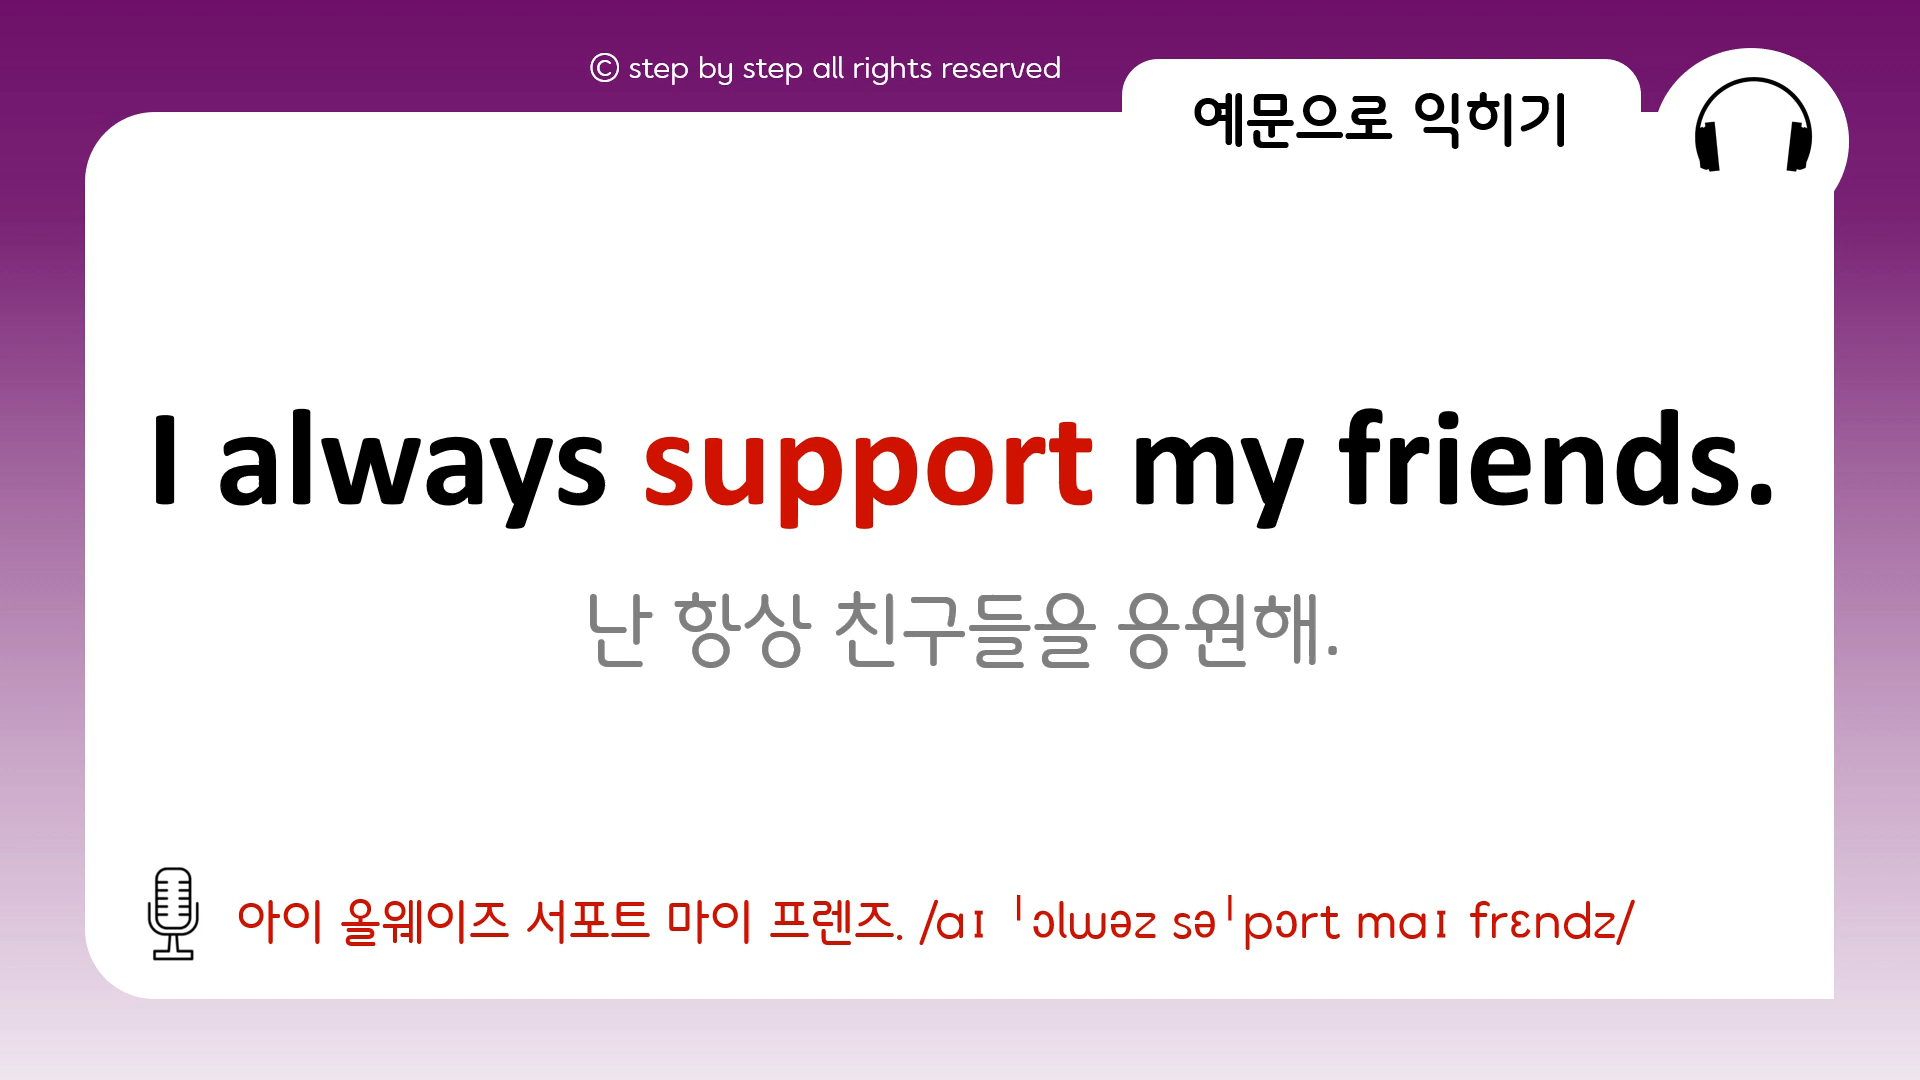 © step by step all rights reserved
예문으로 익히기
I always support my friends.
난 항상 친구들을 응원해.
아이 올웨이즈 서포트 마이 프렌즈. /aɪ ˈɔlwəz səˈpɔrt maɪ frɛndz/